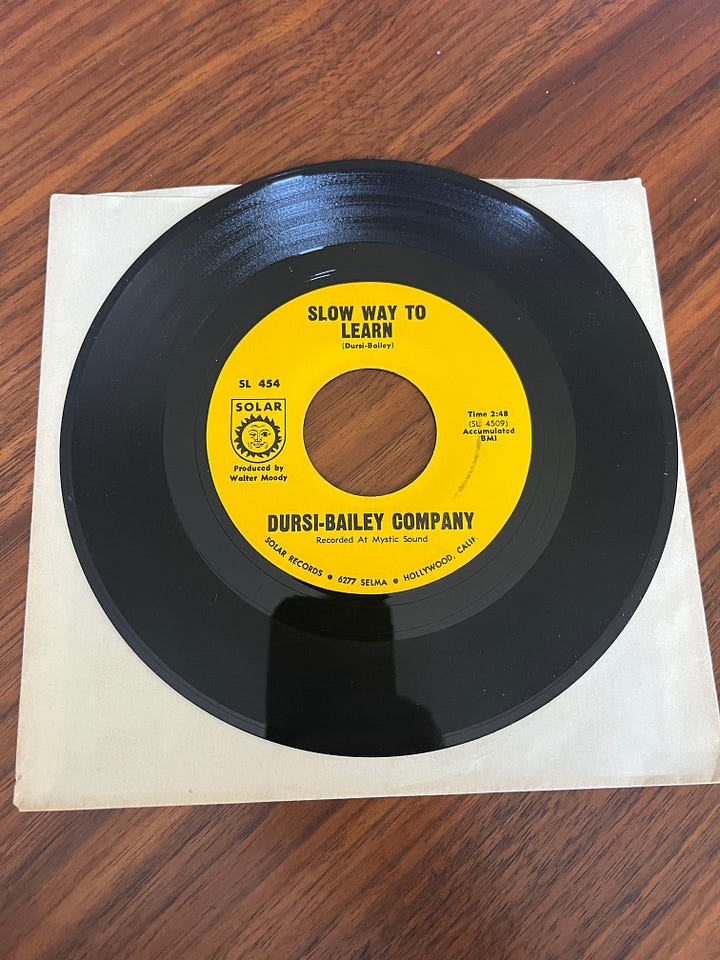 SLOW WAY TO
LEARN
(Dursi-Bailey)
SL 454
SOLAR
Produced by
Walter Moody
Time 2:48
(SL 4509)
Accumulated
BMI
DURSI-BAILEY COMPANY
Recorded At Mystic Sound
SOLAR RECORDS • 6277 SELMA • HOLLYWOOD, CALIF.